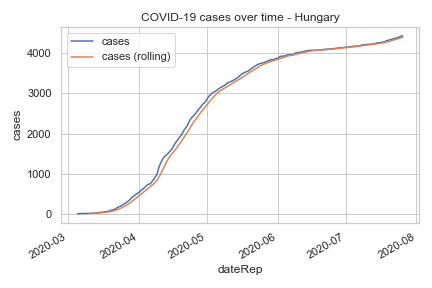 COVID-19 cases over time - Hungary
cases
cases (rolling)
4000
3000
2000
1000
0
cases
2020-03
2020-04
2020-05
2020-06
2020-07
2020-08
dateRep